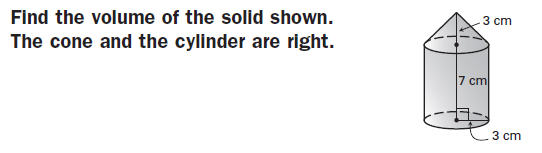 Find the volume of the solid shown.
The cone and the cylinder are right.
3 cm
7 cm
3 cm